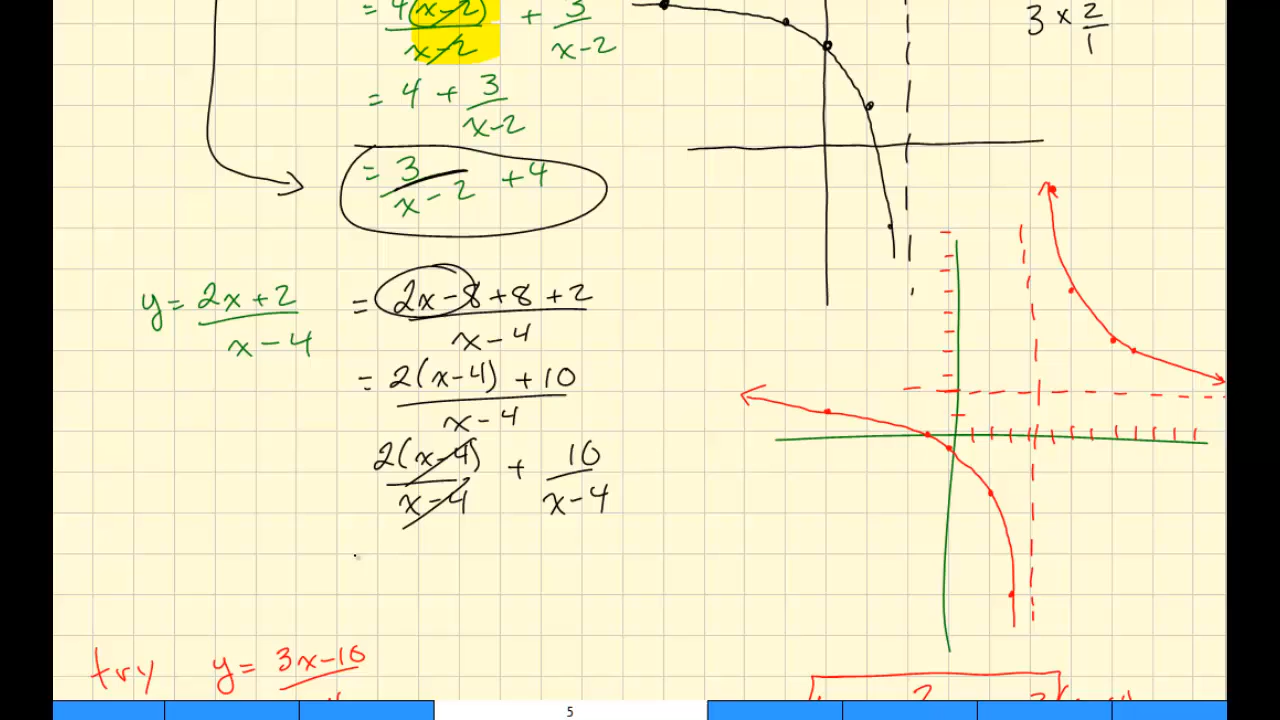 = 4(x-2)/x-2 + 3/x-2
3 × 2/1
= 4 + 3/x-2
= 3/x-2 + 4
y = 2x+2/x-4 = 2x-8+8+2/x-4
= 2(x-4)+10/x-4
2(x-4)/x-4 + 10/x-4
try y = 3x-10
5